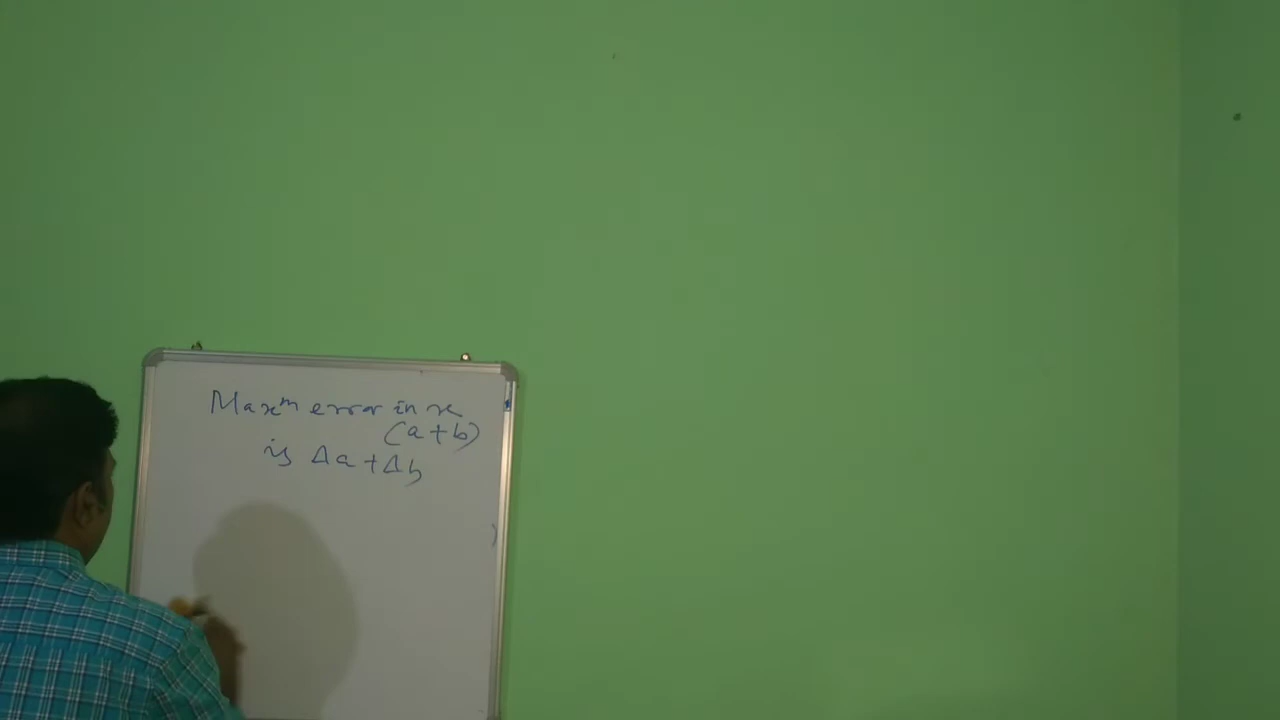 Maxᵐ error in x
(a+b)
is Δa + Δb
)